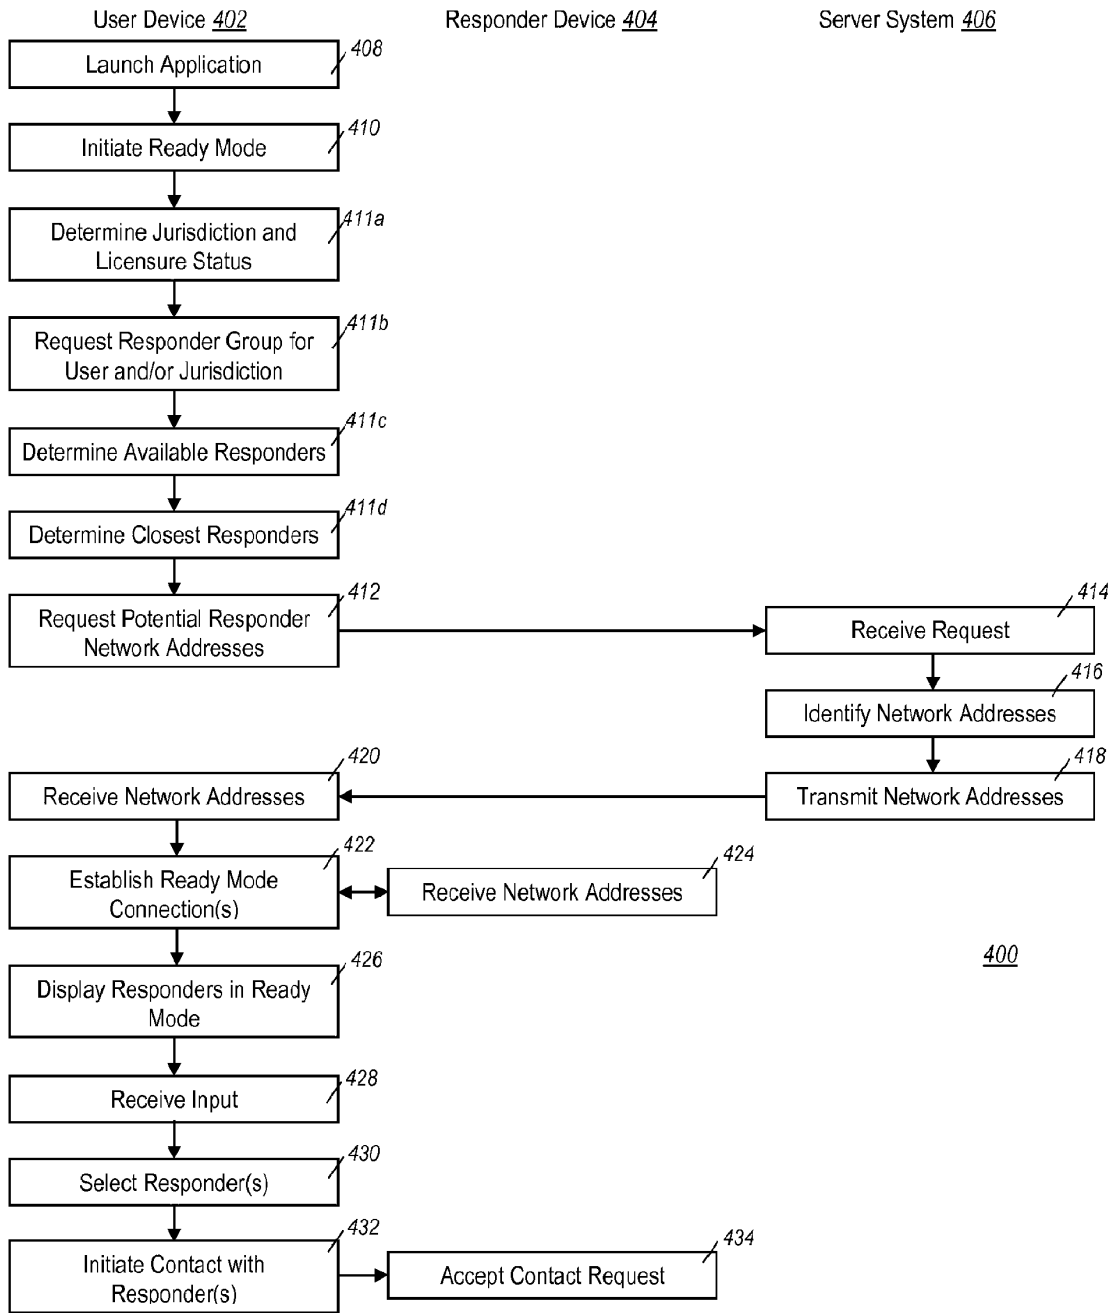 User Device 402
Responder Device 404
Server System 406
408
Launch Application
410
Initiate Ready Mode
411a
Determine Jurisdiction and
Licensure Status
411b
Request Responder Group for
User and/or Jurisdiction
411c
Determine Available Responders
411d
Determine Closest Responders
412
Request Potential Responder
Network Addresses
414
Receive Request
416
Identify Network Addresses
418
Transmit Network Addresses
420
Receive Network Addresses
422
Establish Ready Mode
Connection(s)
424
Receive Network Addresses
400
426
Display Responders in Ready
Mode
428
Receive Input
430
Select Responder(s)
432
Initiate Contact with
Responder(s)
434
Accept Contact Request